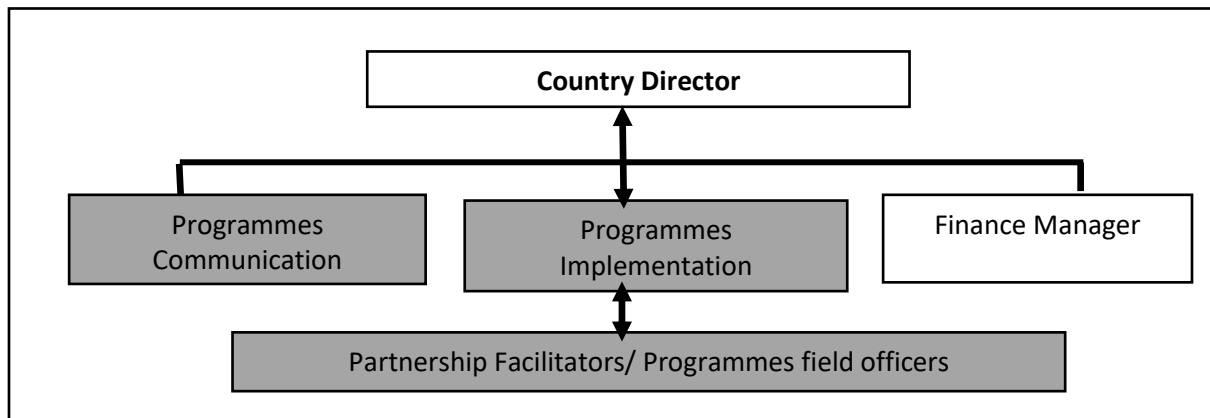 Country Director
Programmes
Communication
Programmes
Implementation
Finance Manager
Partnership Facilitators/ Programmes field officers